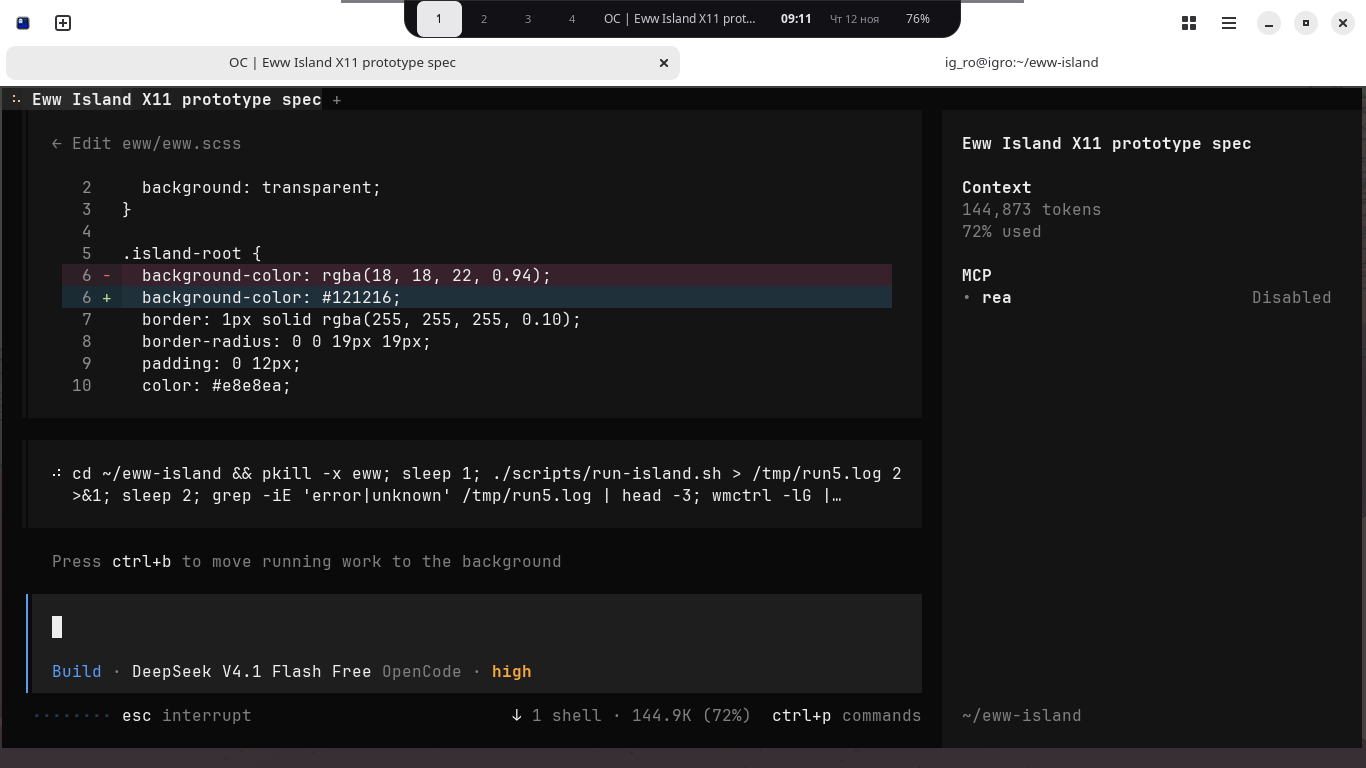 1 2 3 4 OC | Eww Island X11 prot… 09:11 Чт 12 ноя 76%
OC | Eww Island X11 prototype spec
ig_ro@igro:~/eww-island
Eww Island X11 prototype spec +
← Edit eww/eww.scss
2 background: transparent;
3 }
4
5 .island-root {
6 - background-color: rgba(18, 18, 22, 0.94);
6 + background-color: #121216;
7 border: 1px solid rgba(255, 255, 255, 0.10);
8 border-radius: 0 0 19px 19px;
9 padding: 0 12px;
10 color: #e8e8ea;
cd ~/eww-island && pkill -x eww; sleep 1; ./scripts/run-island.sh > /tmp/run5.log 2
>&1; sleep 2; grep -iE 'error|unknown' /tmp/run5.log | head -3; wmctrl -lG |…
Press ctrl+b to move running work to the background
Build · DeepSeek V4.1 Flash Free OpenCode · high
esc interrupt
↓ 1 shell · 144.9K (72%) ctrl+p commands
Eww Island X11 prototype spec
Context
144,873 tokens
72% used
MCP
• rea Disabled
~/eww-island